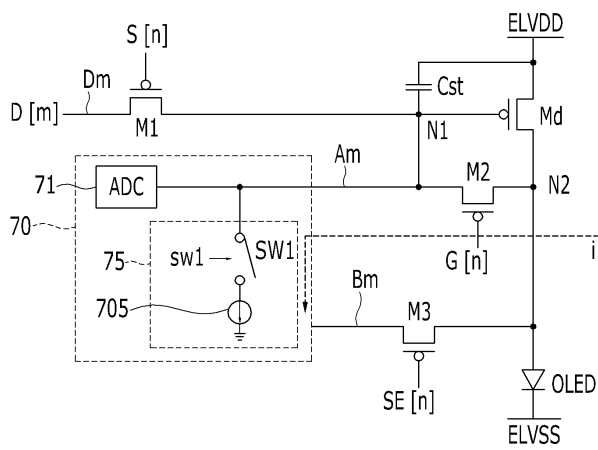 ELVDD
S [n]
Dm
Cst
D [m]
M1
N1
Md
Am
M2
71
ADC
N2
70
75
sw1
SW1
G [n]
i
Bm
705
M3
SE [n]
OLED
ELVSS